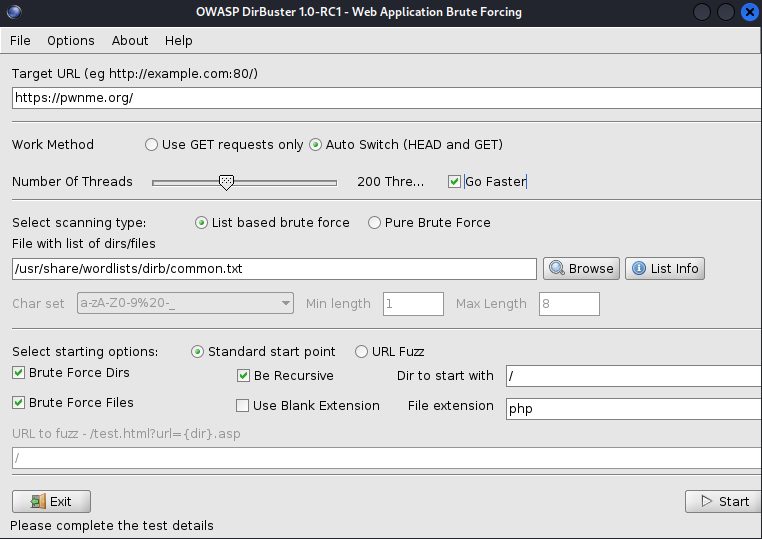 OWASP DirBuster 1.0-RC1 - Web Application Brute Forcing
File Options About Help
Target URL (eg http://example.com:80/)
https://pwnme.org/
Work Method Use GET requests only Auto Switch (HEAD and GET)
Number Of Threads 200 Thre... Go Faster
Select scanning type: List based brute force Pure Brute Force
File with list of dirs/files
/usr/share/wordlists/dirb/common.txt Browse List Info
Char set a-zA-Z0-9%20-_ Min length 1 Max Length 8
Select starting options: Standard start point URL Fuzz
Brute Force Dirs Be Recursive Dir to start with /
Brute Force Files Use Blank Extension File extension php
URL to fuzz - /test.html?url={dir}.asp
/
Exit Start
Please complete the test details